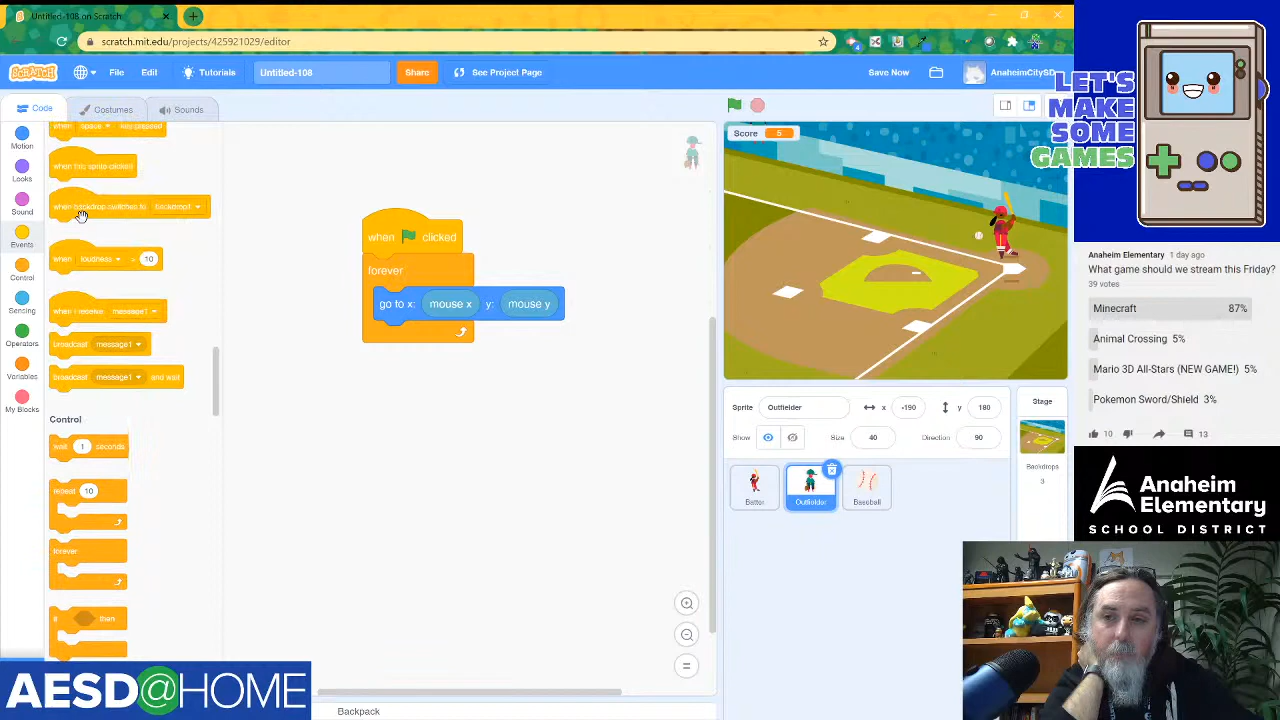 Untitled-108 on Scratch
scratch.mit.edu/projects/425921029/editor
SCRATCH
File
Edit
Tutorials
Untitled-108
Share
See Project Page
Save Now
AnaheimCitySD
Code
Costumes
Sounds
Motion
Looks
Sound
Events
Control
Sensing
Operators
Variables
My Blocks
when space key pressed
when this sprite clicked
when backdrop switches to backdrop1
when loudness > 10
when I receive message1
broadcast message1
broadcast message1 and wait
Control
wait 1 seconds
repeat 10
forever
if then
when clicked
forever
go to x: mouse x y: mouse y
Backpack
Score 5
Sprite
Outfielder
x
-190
y
180
Show
Size
40
Direction
90
Batter
Outfielder
Baseball
Stage
Backdrops
3
LET'S
MAKE
SOME
GAMES
Anaheim Elementary 1 day ago
What game should we stream this Friday?
39 votes
Minecraft 87%
Animal Crossing 5%
Mario 3D All-Stars (NEW GAME!) 5%
Pokemon Sword/Shield 3%
10
13
Anaheim
Elementary
SCHOOL DISTRICT
AESD@HOME